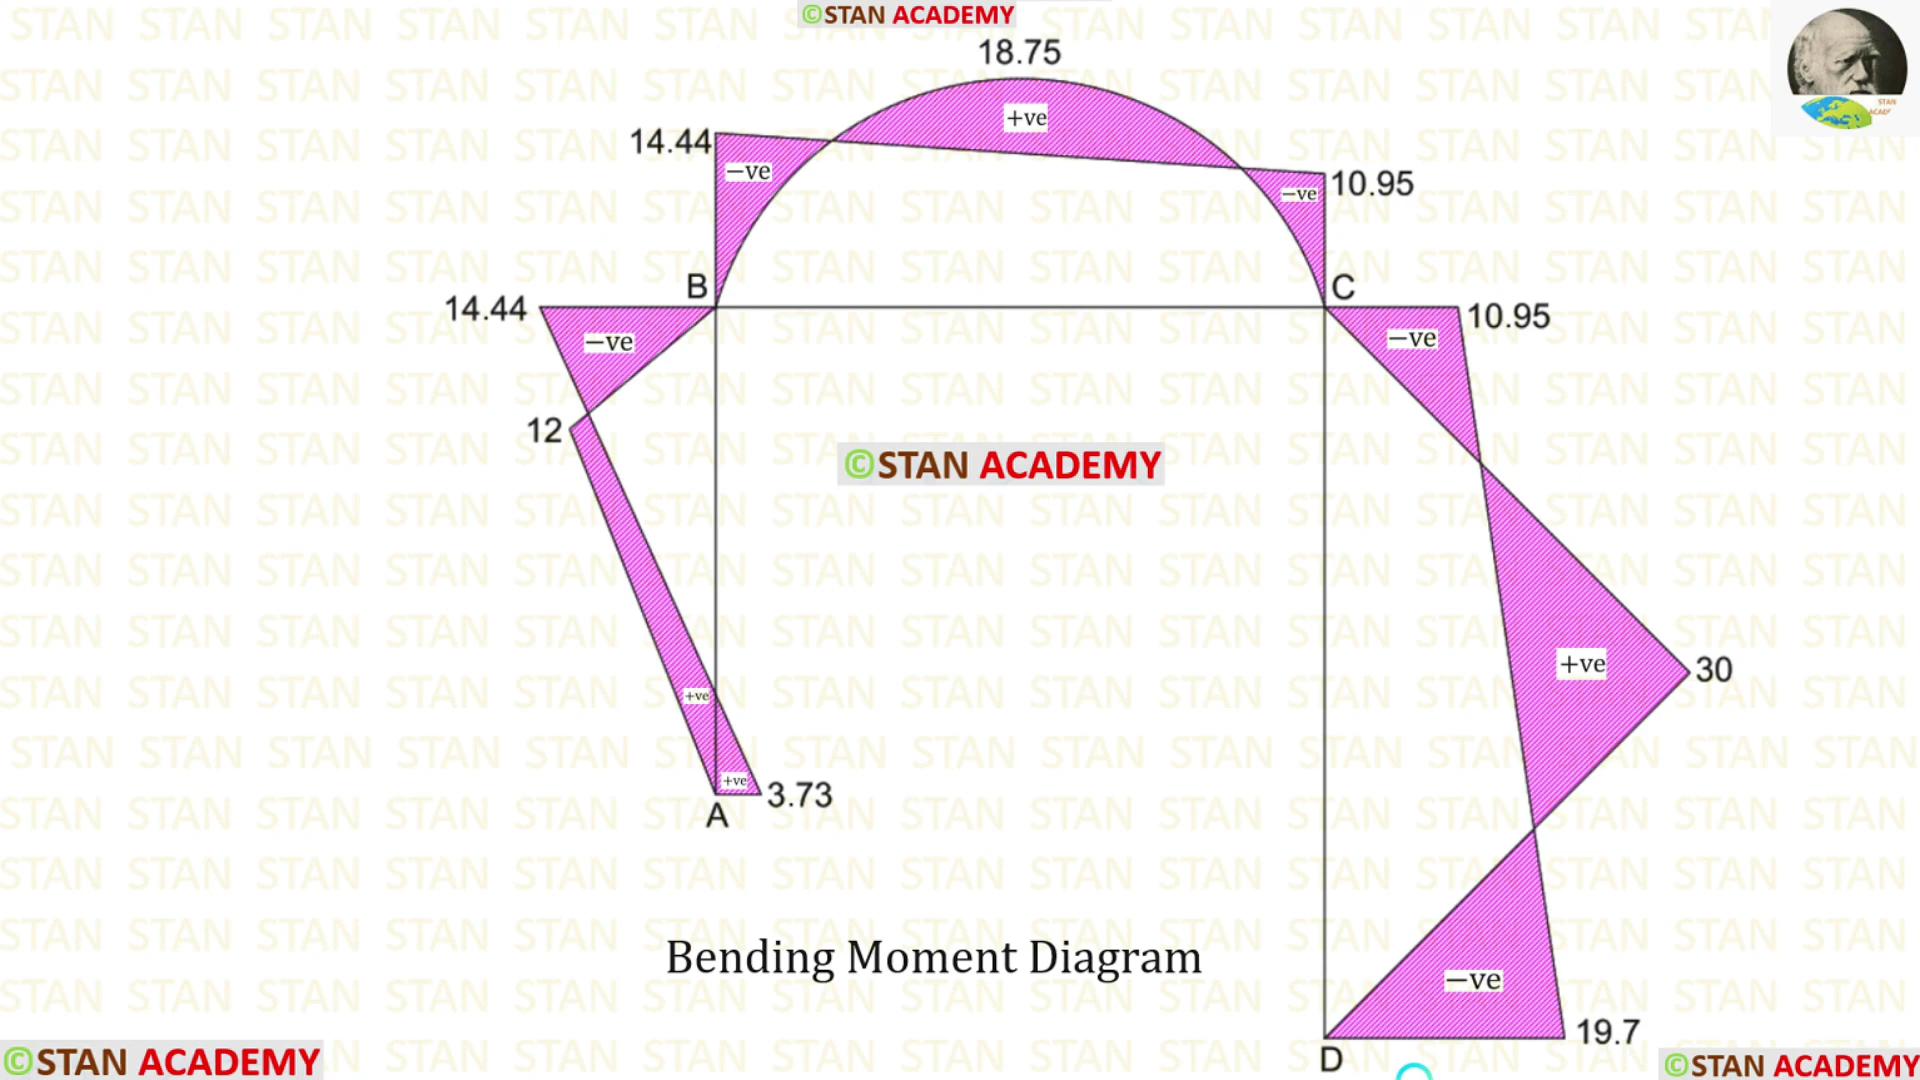 ©STAN ACADEMY
18.75
+ve
14.44
−ve
−ve
10.95
B
C
14.44
10.95
−ve
−ve
12
©STAN ACADEMY
+ve
30
+ve
+ve
3.73
A
Bending Moment Diagram
−ve
19.7
D
©STAN ACADEMY
©STAN ACADEMY